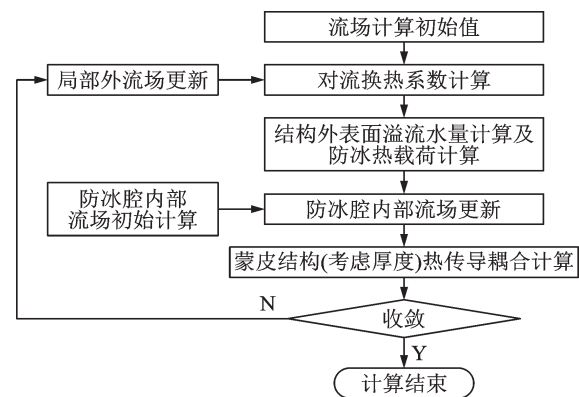 流场计算初始值
局部外流场更新
对流换热系数计算
结构外表面溢流水量计算及
防冰热载荷计算
防冰腔内部
流场初始计算
防冰腔内部流场更新
蒙皮结构(考虑厚度)热传导耦合计算
N
收敛
Y
计算结束